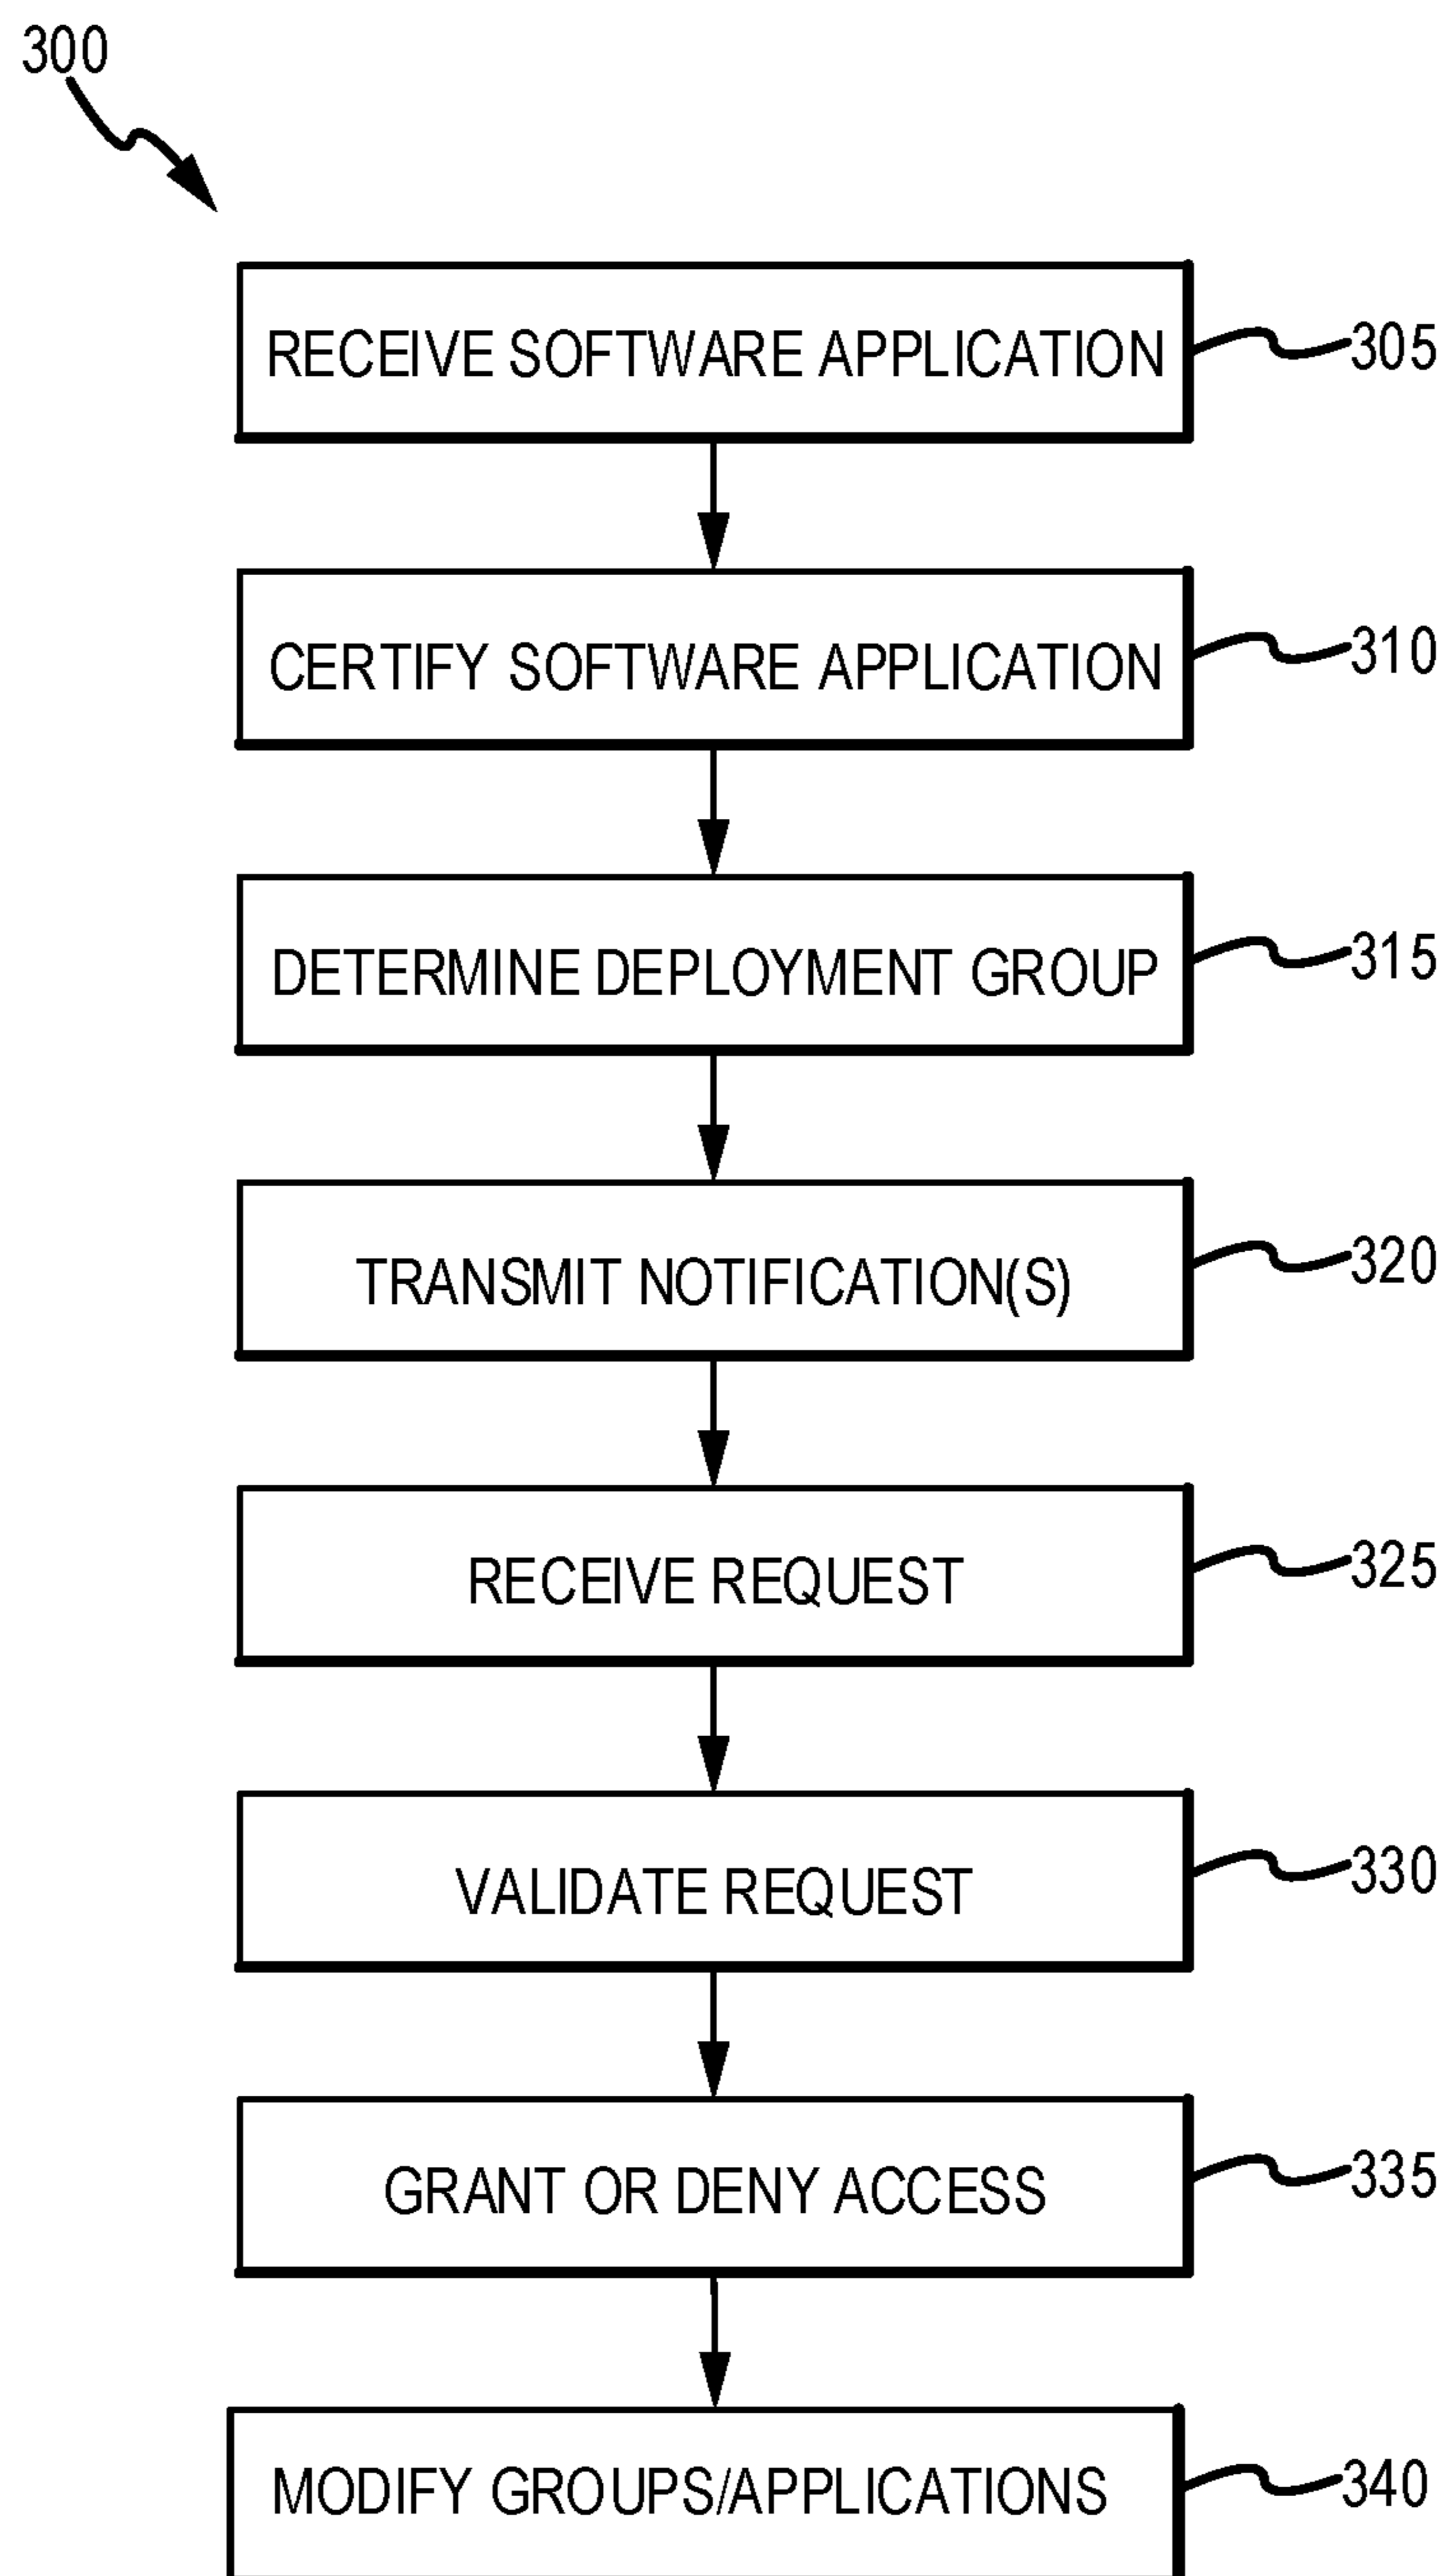 300
RECEIVE SOFTWARE APPLICATION 305
CERTIFY SOFTWARE APPLICATION 310
DETERMINE DEPLOYMENT GROUP 315
TRANSMIT NOTIFICATION(S) 320
RECEIVE REQUEST 325
VALIDATE REQUEST 330
GRANT OR DENY ACCESS 335
MODIFY GROUPS/APPLICATIONS 340